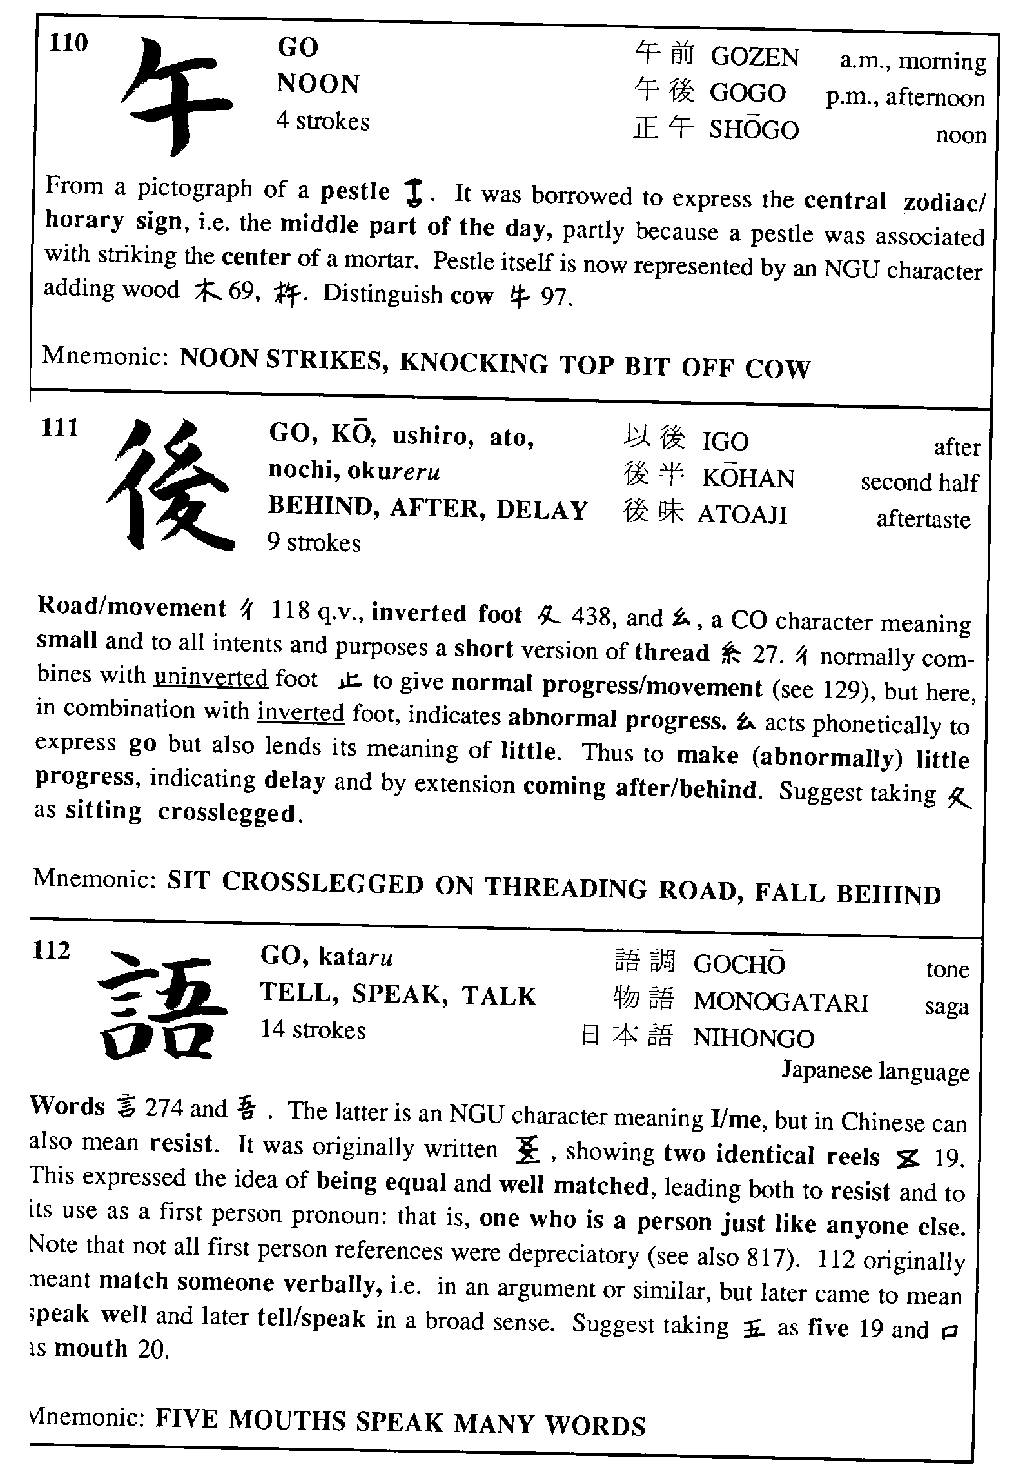 110 午 GO 午前 GOZEN a.m., morning
NOON 午後 GOGO p.m., afternoon
4 strokes 正午 SHŌGO noon
From a pictograph of a pestle . It was borrowed to express the central zodiac/
horary sign, i.e. the middle part of the day, partly because a pestle was associated
with striking the center of a mortar. Pestle itself is now represented by an NGU character
adding wood 木 69, 杵. Distinguish cow 牛 97.
Mnemonic: NOON STRIKES, KNOCKING TOP BIT OFF COW
111 後 GO, KŌ, ushiro, ato, 以後 IGO after
nochi, okureru 後半 KŌHAN second half
BEHIND, AFTER, DELAY 後味 ATOAJI aftertaste
9 strokes
Road/movement 彳 118 q.v., inverted foot 夂 438, and 幺, a CO character meaning
small and to all intents and purposes a short version of thread 糸 27. 彳 normally com-
bines with uninverted foot 止 to give normal progress/movement (see 129), but here,
in combination with inverted foot, indicates abnormal progress. 幺 acts phonetically to
express go but also lends its meaning of little. Thus to make (abnormally) little
progress, indicating delay and by extension coming after/behind. Suggest taking 夂
as sitting crosslegged.
Mnemonic: SIT CROSSLEGGED ON THREADING ROAD, FALL BEHIND
112 語 GO, kataru 語調 GOCHŌ tone
TELL, SPEAK, TALK 物語 MONOGATARI saga
14 strokes 日本語 NIHONGO
Japanese language
Words 言 274 and 吾 . The latter is an NGU character meaning I/me, but in Chinese can
also mean resist. It was originally written , showing two identical reels 19.
This expressed the idea of being equal and well matched, leading both to resist and to
its use as a first person pronoun: that is, one who is a person just like anyone else.
Note that not all first person references were depreciatory (see also 817). 112 originally
meant match someone verbally, i.e. in an argument or similar, but later came to mean
speak well and later tell/speak in a broad sense. Suggest taking 五 as five 19 and 口
as mouth 20.
Mnemonic: FIVE MOUTHS SPEAK MANY WORDS